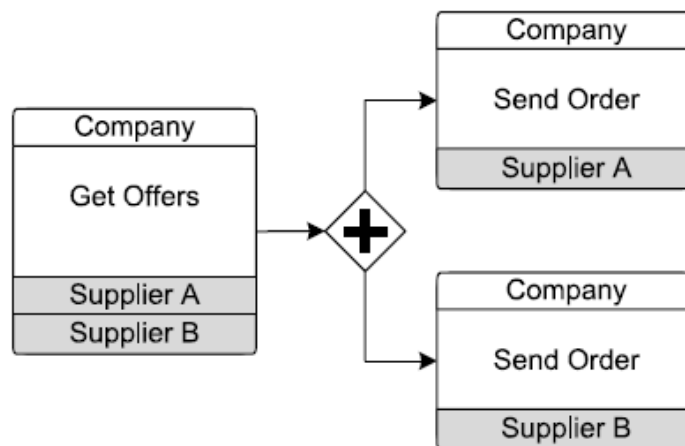 Company
Get Offers
Supplier A
Supplier B
Company
Send Order
Supplier A
Company
Send Order
Supplier B